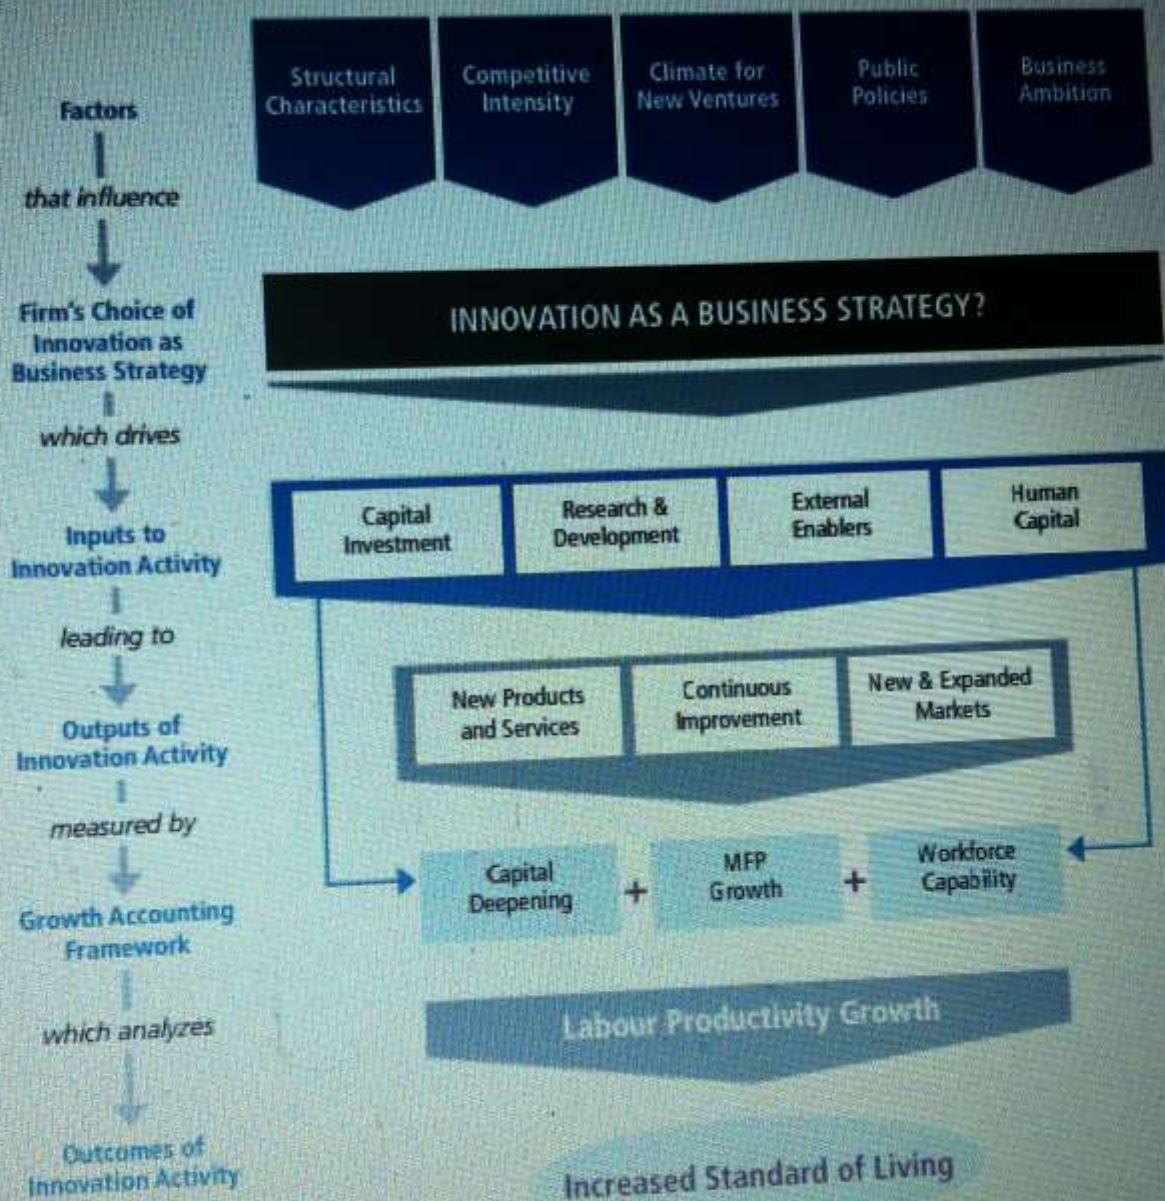 Structural
Characteristics
Competitive
Intensity
Climate for
New Ventures
Public
Policies
Business
Ambition
Factors
that influence
Firm's Choice of
Innovation as
Business Strategy
INNOVATION AS A BUSINESS STRATEGY?
which drives
Inputs to
Innovation Activity
Capital
Investment
Research &
Development
External
Enablers
Human
Capital
leading to
Outputs of
Innovation Activity
New Products
and Services
Continuous
Improvement
New & Expanded
Markets
measured by
Growth Accounting
Framework
Capital
Deepening
+
MFP
Growth
+
Workforce
Capability
which analyzes
Labour Productivity Growth
Outcomes of
Innovation Activity
Increased Standard of Living